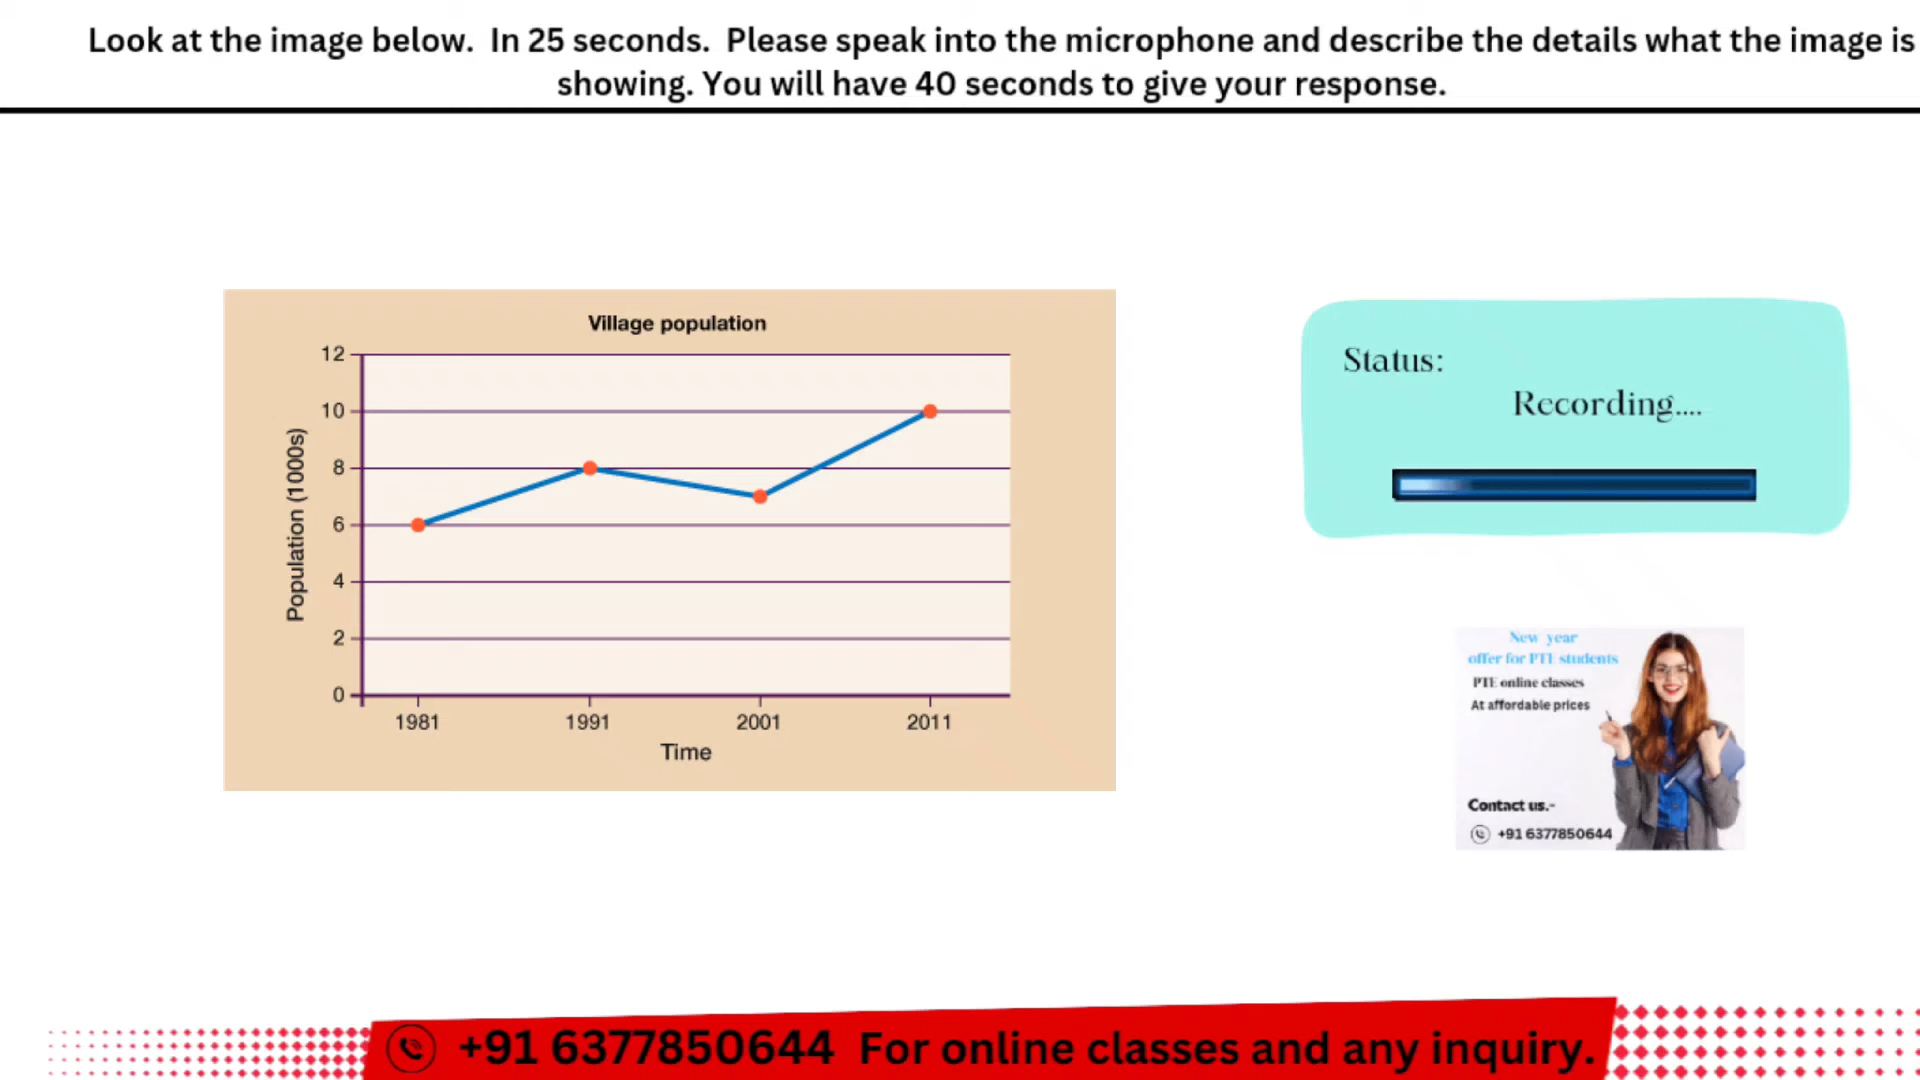 Look at the image below. In 25 seconds. Please speak into the microphone and describe the details what the image is
showing. You will have 40 seconds to give your response.
Village population
12
10
8
6
4
2
0
Population (1000s)
1981 1991 2001 2011
Time
Status:
Recording....
New year
offer for PTE students
PTE online classes
At affordable prices
Contact us.-
+91 6377850644
+91 6377850644 For online classes and any inquiry.